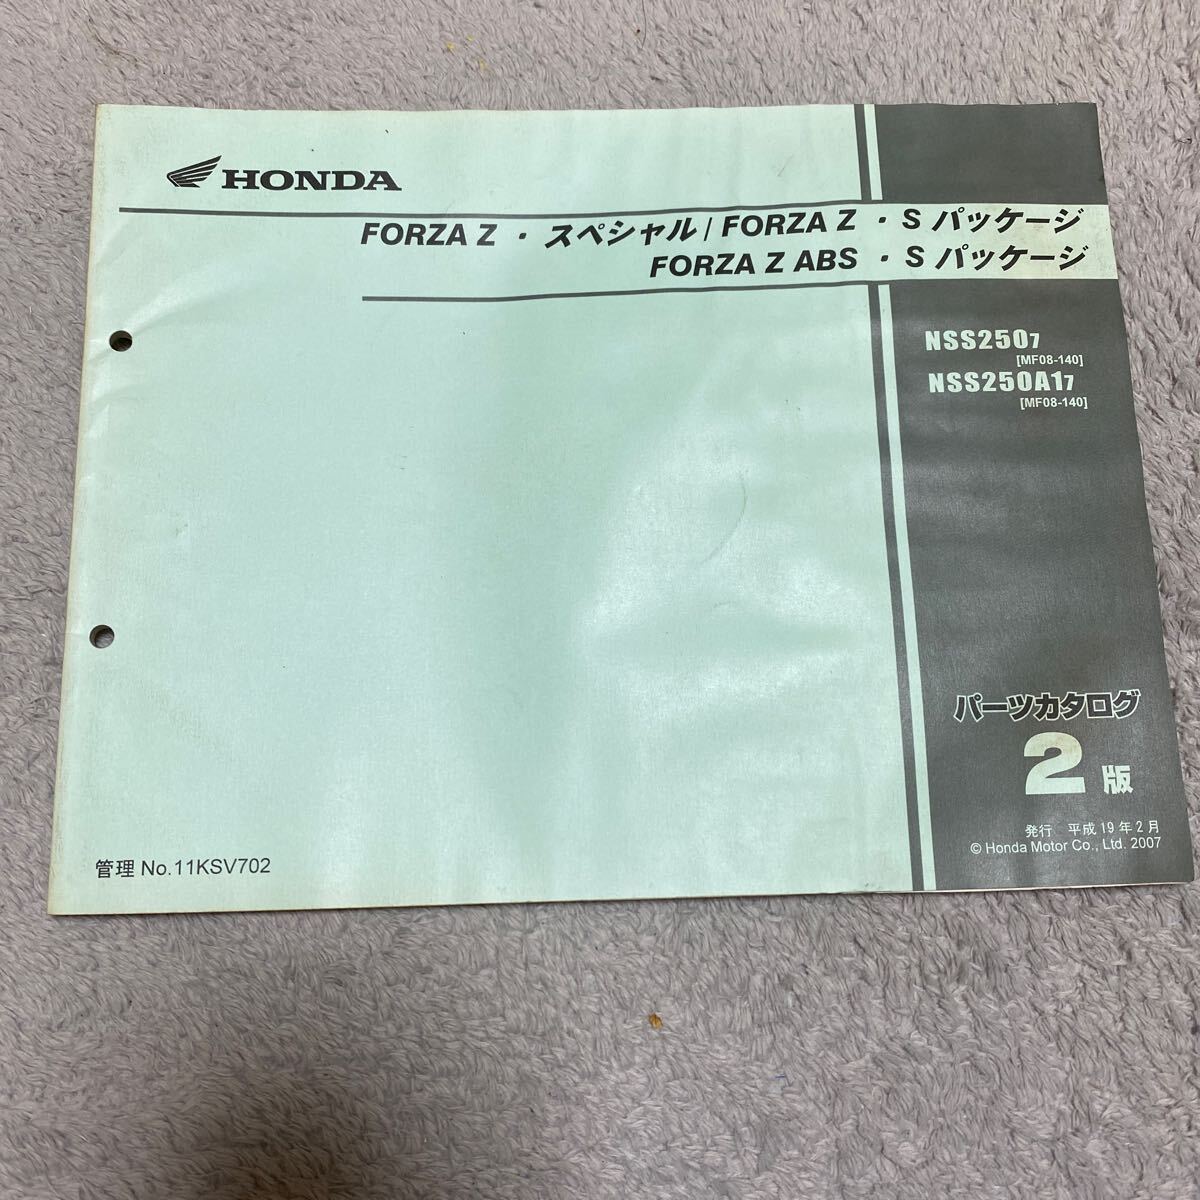 HONDA
FORZA Z ・ スペシャル / FORZA Z ・ S パッケージ
FORZA Z ABS ・ S パッケージ
NSS2507
[MF08-140]
NSS250A17
[MF08-140]
パーツカタログ
2 版
発行 平成 19 年 2 月
© Honda Motor Co., Ltd. 2007
管理 No.11KSV702